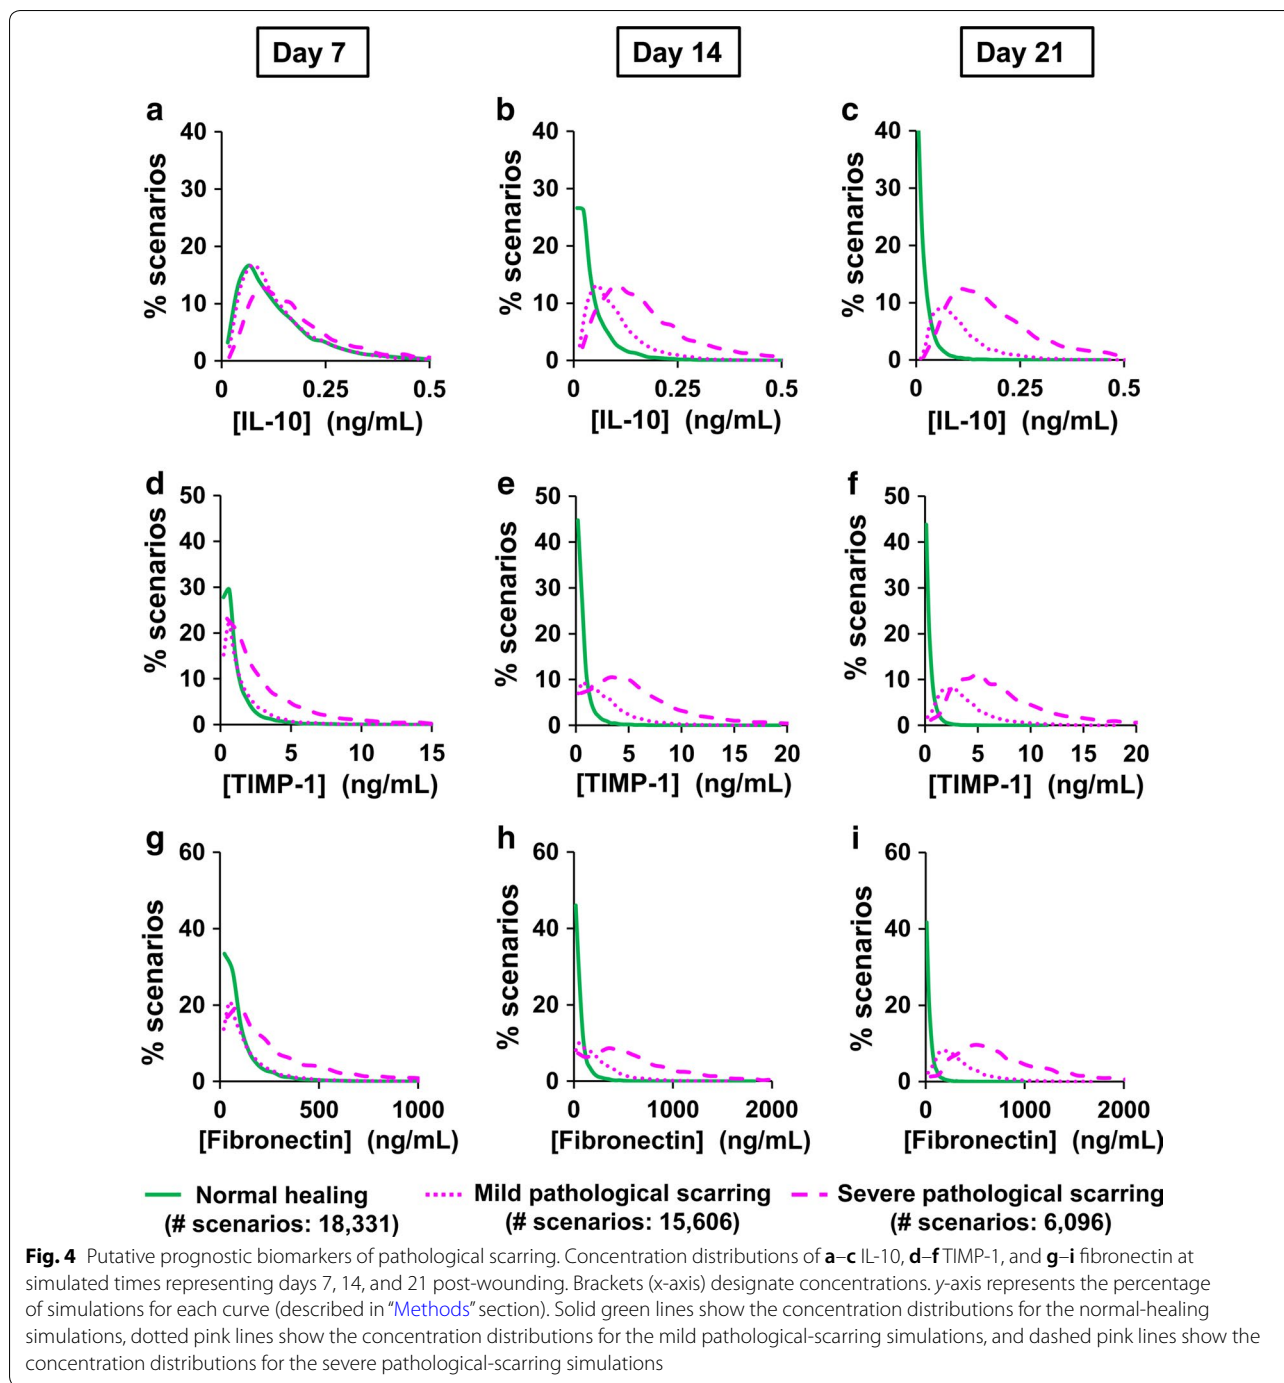 Day 7
Day 14
Day 21
a
b
c
40
30
20
10
0
% scenarios
0
0.25
0.5
[IL-10] (ng/mL)
40
30
20
10
0
% scenarios
0
0.25
0.5
[IL-10] (ng/mL)
40
30
20
10
0
% scenarios
0
0.25
0.5
[IL-10] (ng/mL)
d
e
f
50
40
30
20
10
0
% scenarios
0
5
10
15
[TIMP-1] (ng/mL)
50
40
30
20
10
0
% scenarios
0
5
10
15
20
[TIMP-1] (ng/mL)
50
40
30
20
10
0
% scenarios
0
5
10
15
20
[TIMP-1] (ng/mL)
g
h
i
60
40
20
0
% scenarios
0
500
1000
[Fibronectin] (ng/mL)
60
40
20
0
% scenarios
0
1000
2000
[Fibronectin] (ng/mL)
60
40
20
0
% scenarios
0
1000
2000
[Fibronectin] (ng/mL)
Normal healing
(# scenarios: 18,331)
Mild pathological scarring
(# scenarios: 15,606)
Severe pathological scarring
(# scenarios: 6,096)
Fig. 4 Putative prognostic biomarkers of pathological scarring. Concentration distributions of a–c IL-10, d–f TIMP-1, and g–i fibronectin at
simulated times representing days 7, 14, and 21 post-wounding. Brackets (x-axis) designate concentrations. y-axis represents the percentage
of simulations for each curve (described in “Methods” section). Solid green lines show the concentration distributions for the normal-healing
simulations, dotted pink lines show the concentration distributions for the mild pathological-scarring simulations, and dashed pink lines show the
concentration distributions for the severe pathological-scarring simulations